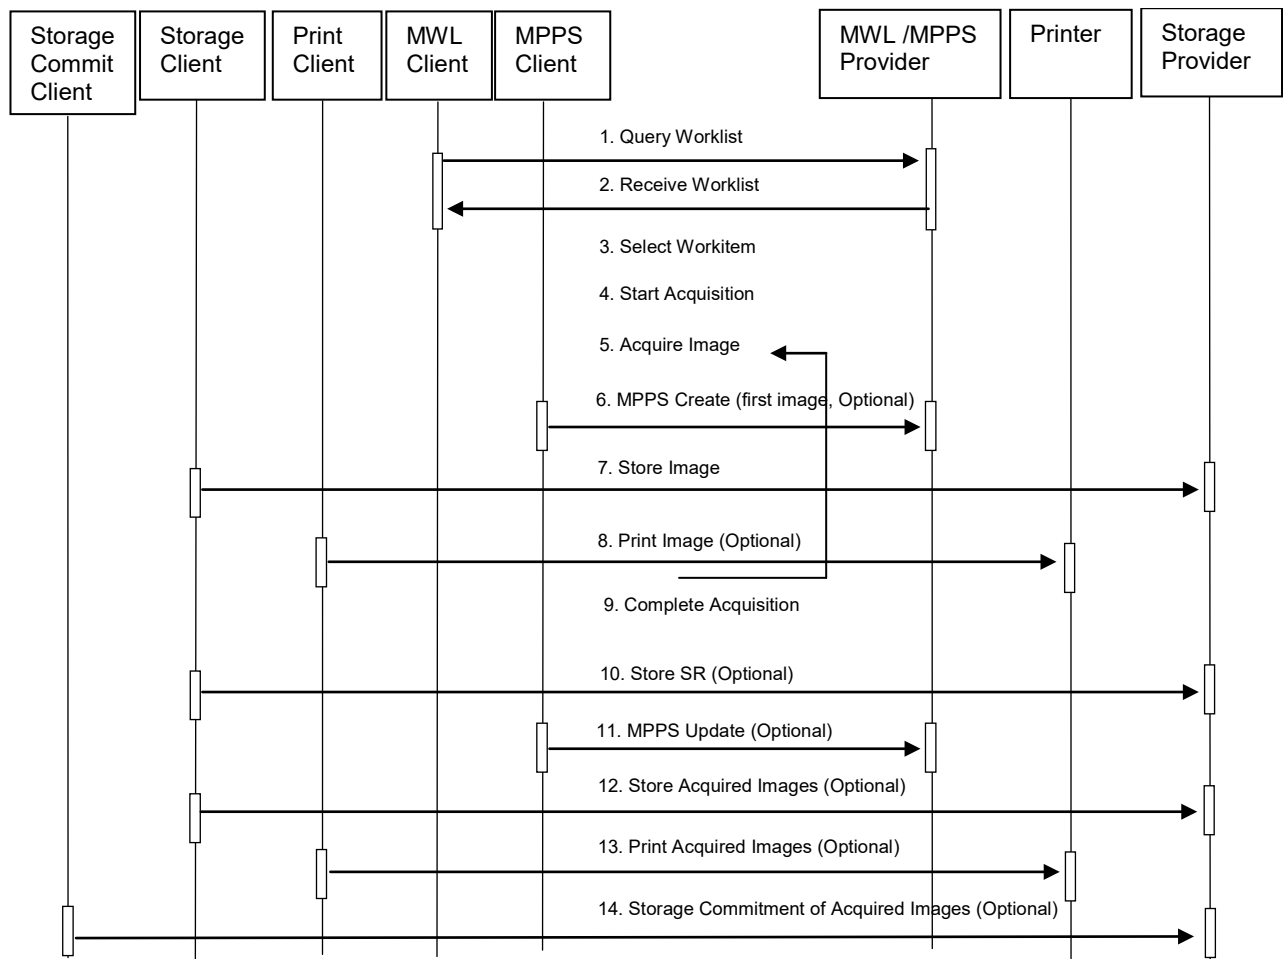 Storage
Commit
Client
Storage
Client
Print
Client
MWL
Client
MPPS
Client
MWL /MPPS
Provider
Printer
Storage
Provider
1. Query Worklist
2. Receive Worklist
3. Select Workitem
4. Start Acquisition
5. Acquire Image
6. MPPS Create (first image, Optional)
7. Store Image
8. Print Image (Optional)
9. Complete Acquisition
10. Store SR (Optional)
11. MPPS Update (Optional)
12. Store Acquired Images (Optional)
13. Print Acquired Images (Optional)
14. Storage Commitment of Acquired Images (Optional)